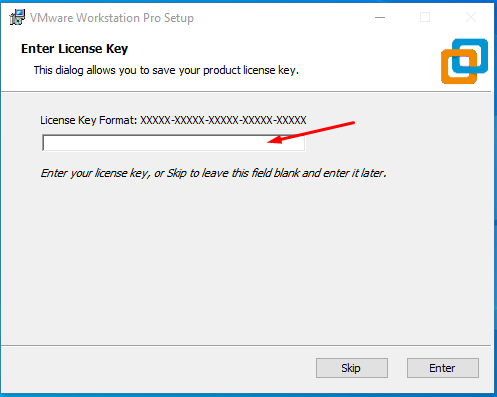 VMware Workstation Pro Setup
Enter License Key
This dialog allows you to save your product license key.
License Key Format: XXXXX-XXXXX-XXXXX-XXXXX-XXXXX
Enter your license key, or Skip to leave this field blank and enter it later.
Skip
Enter